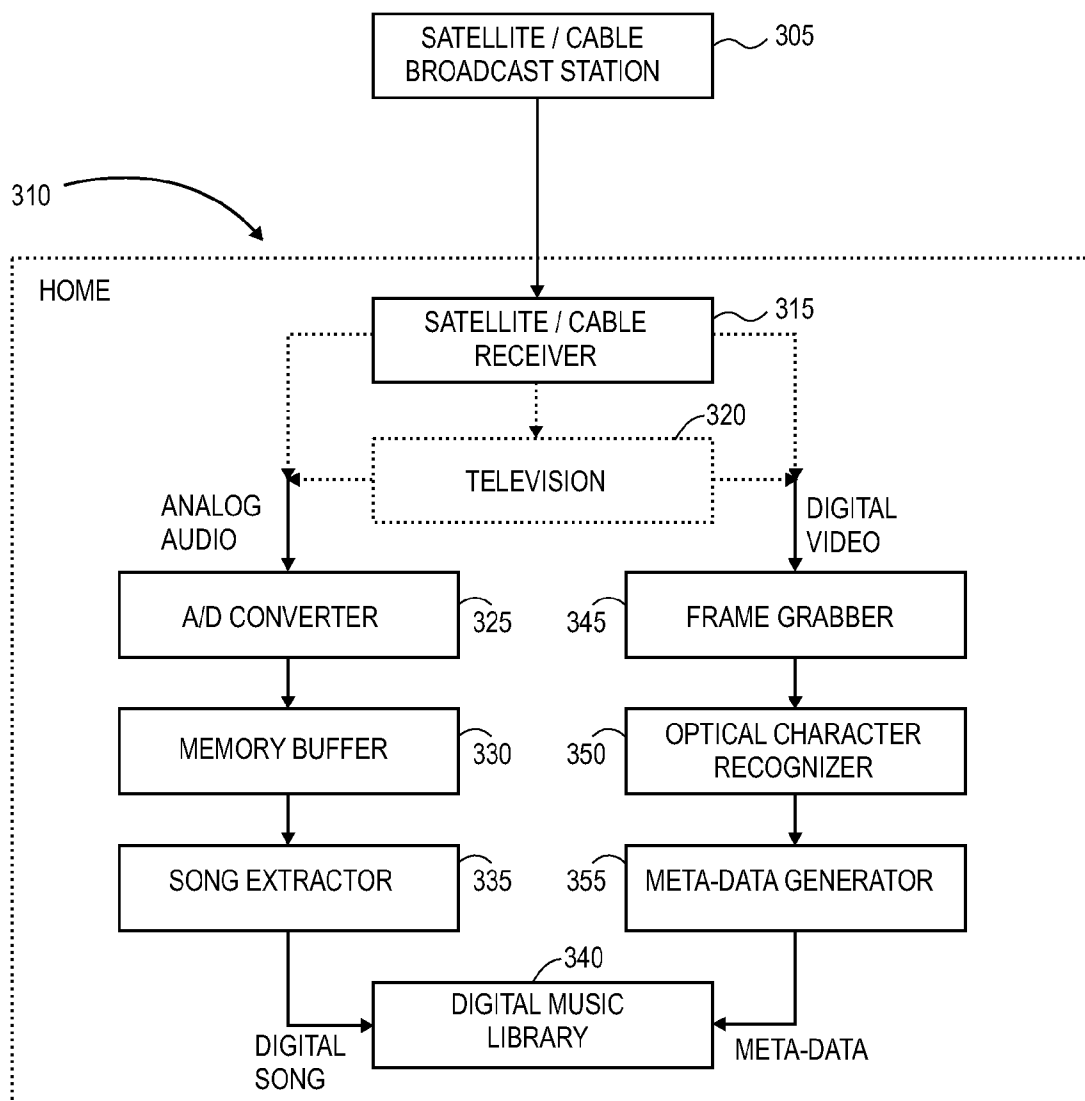 SATELLITE / CABLE
BROADCAST STATION
305
310
HOME
SATELLITE / CABLE
RECEIVER
315
320
TELEVISION
ANALOG
AUDIO
DIGITAL
VIDEO
A/D CONVERTER
325
345
FRAME GRABBER
MEMORY BUFFER
330
350
OPTICAL CHARACTER
RECOGNIZER
SONG EXTRACTOR
335
355
META-DATA GENERATOR
340
DIGITAL MUSIC
LIBRARY
DIGITAL
SONG
META-DATA